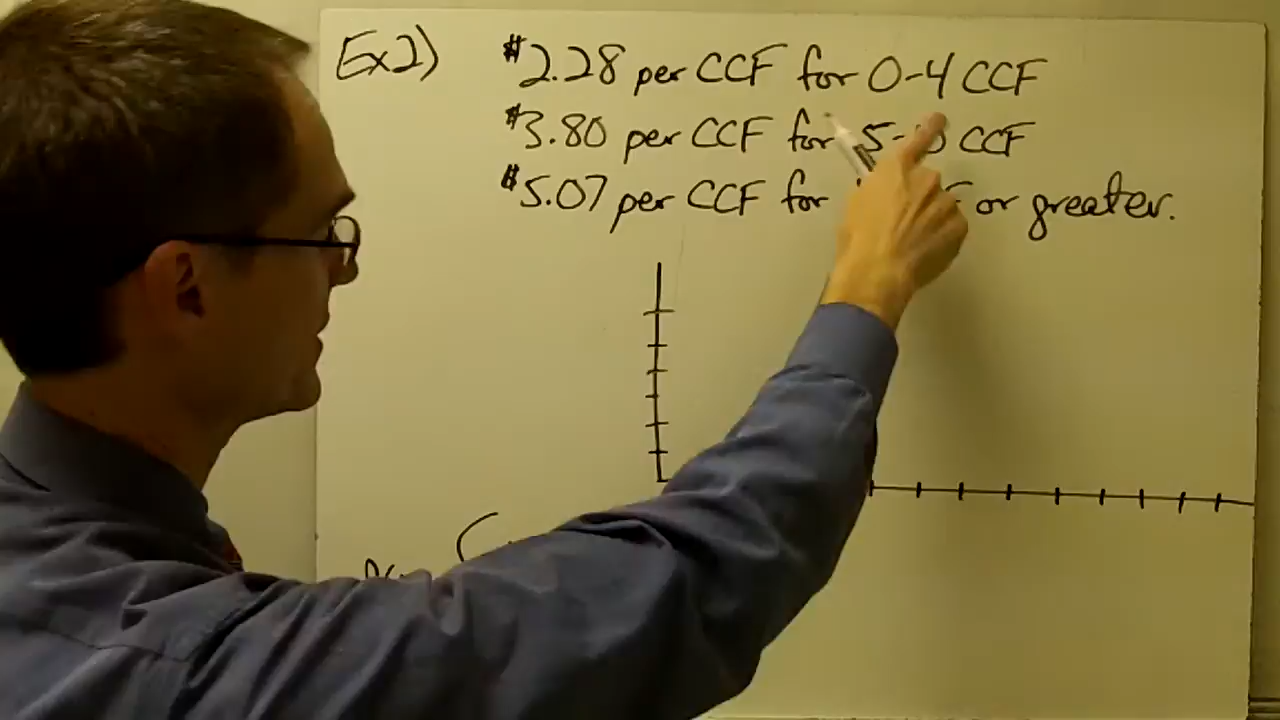 Ex2) $2.28 per CCF for 0-4 CCF
$3.80 per CCF for 5- CCF
$5.07 per CCF for or greater.